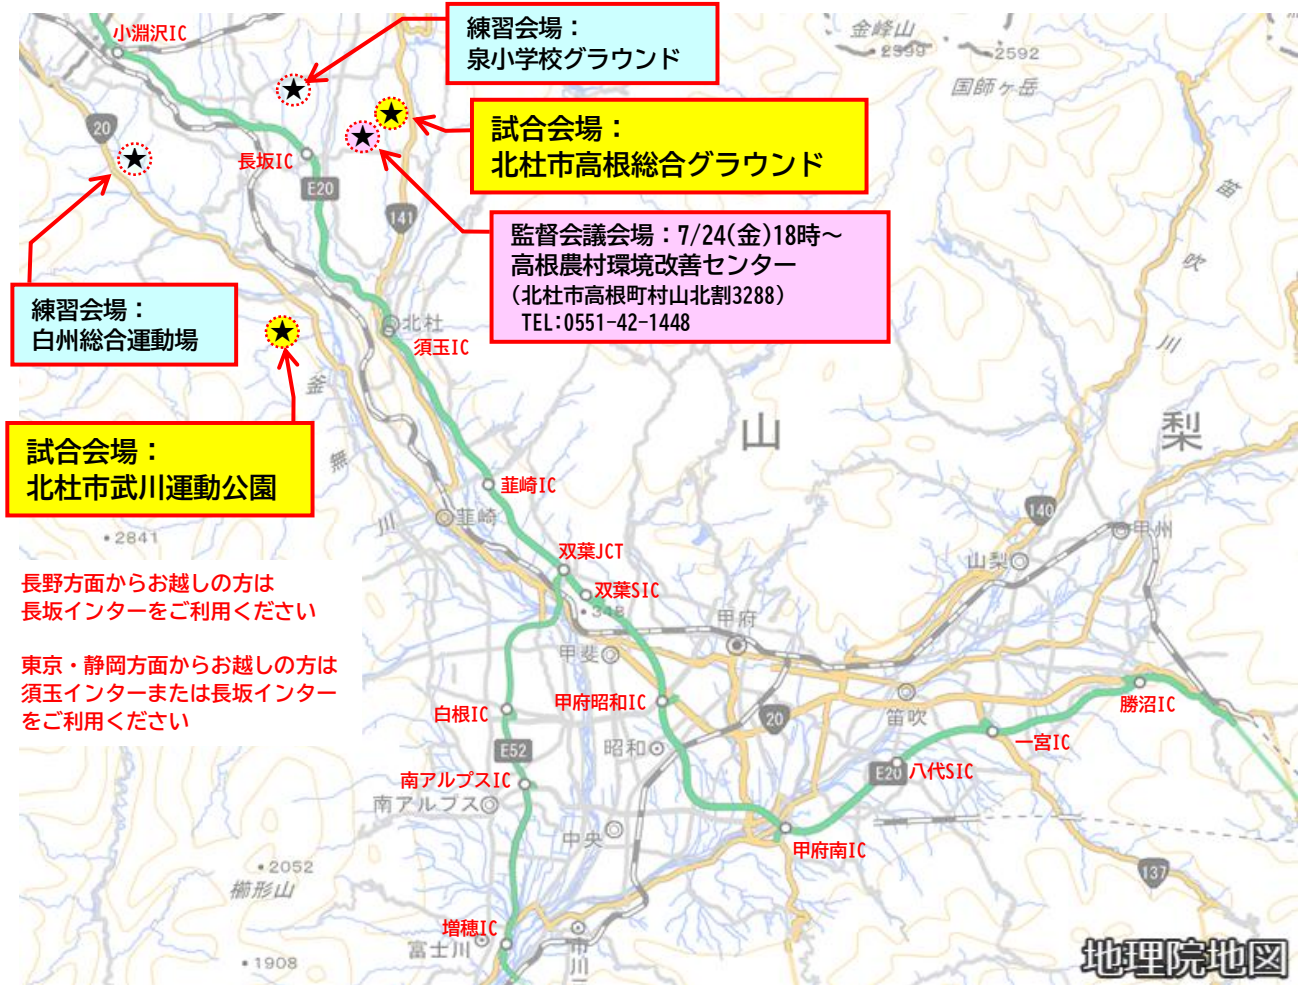 小淵沢IC
練習会場：
泉小学校グラウンド
金峰山
2599
2592
国師ヶ岳
20
長坂IC
E20
試合会場：
北杜市高根総合グラウンド
141
監督会議会場：7/24(金)18時～
高根農村環境改善センター
（北杜市高根町村山北割3288）
TEL:0551-42-1448
笛
吹
川
練習会場：
白州総合運動場
北杜
須玉IC
釜
無
川
試合会場：
北杜市武川運動公園
山
梨
韮崎IC
韮崎
2841
140
甲州
山梨
双葉JCT
双葉SIC
348
長野方面からお越しの方は
長坂インターをご利用ください
東京・静岡方面からお越しの方は
須玉インターまたは長坂インター
をご利用ください
甲府
甲斐
甲府昭和IC
白根IC
20
笛吹
勝沼IC
一宮IC
昭和
E52
E20
八代SIC
南アルプスIC
南アルプス
中央
甲府南IC
137
2052
櫛形山
増穂IC
富士川
市川
1908
地理院地図